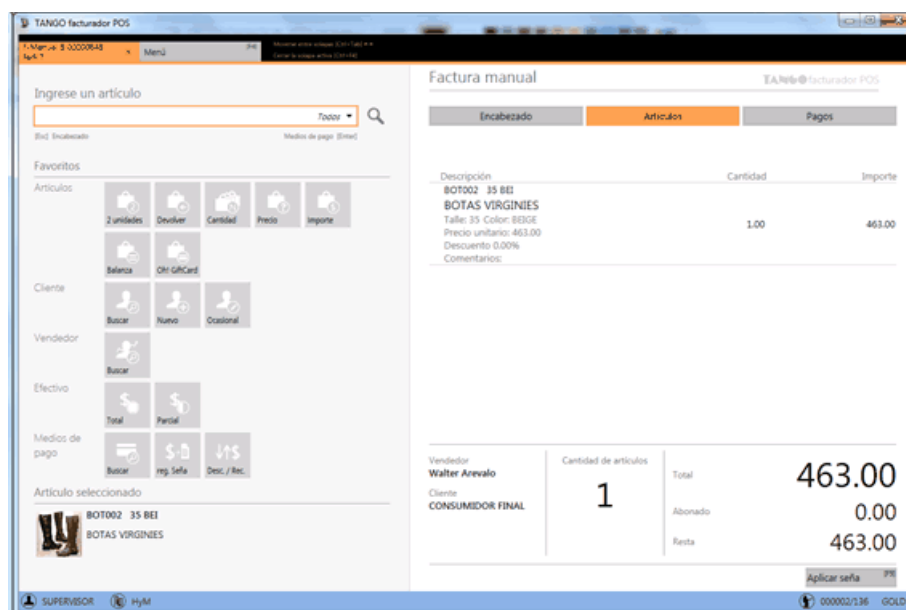 TANGO facturador POS
Menú
Factura manual
TANGO facturador POS
Ingrese un artículo
Todos
[Esc] Encabezado
Medios de pago [Enter]
Encabezado
Artículos
Pagos
Favoritos
Artículos
2 unidades
Devolver
Cantidad
Precio
Importe
Balanza
Oh! GiftCard
Cliente
Buscar
Nuevo
Ocasional
Vendedor
Buscar
Efectivo
Total
Parcial
Medios de
pago
Buscar
reg. Seña
Desc. / Rec.
Artículo seleccionado
BOT002 35 BEI
BOTAS VIRGINIES
Descripción
Cantidad
Importe
BOT002 35 BEI
BOTAS VIRGINIES
Talle: 35 Color: BEIGE
Precio unitario: 463.00
1.00
463.00
Descuento 0.00%
Comentarios:
Vendedor
Walter Arevalo
Cliente
CONSUMIDOR FINAL
Cantidad de artículos
1
Total
463.00
Abonado
0.00
Resta
463.00
Aplicar seña
SUPERVISOR
HyM
000002/136
GOLD